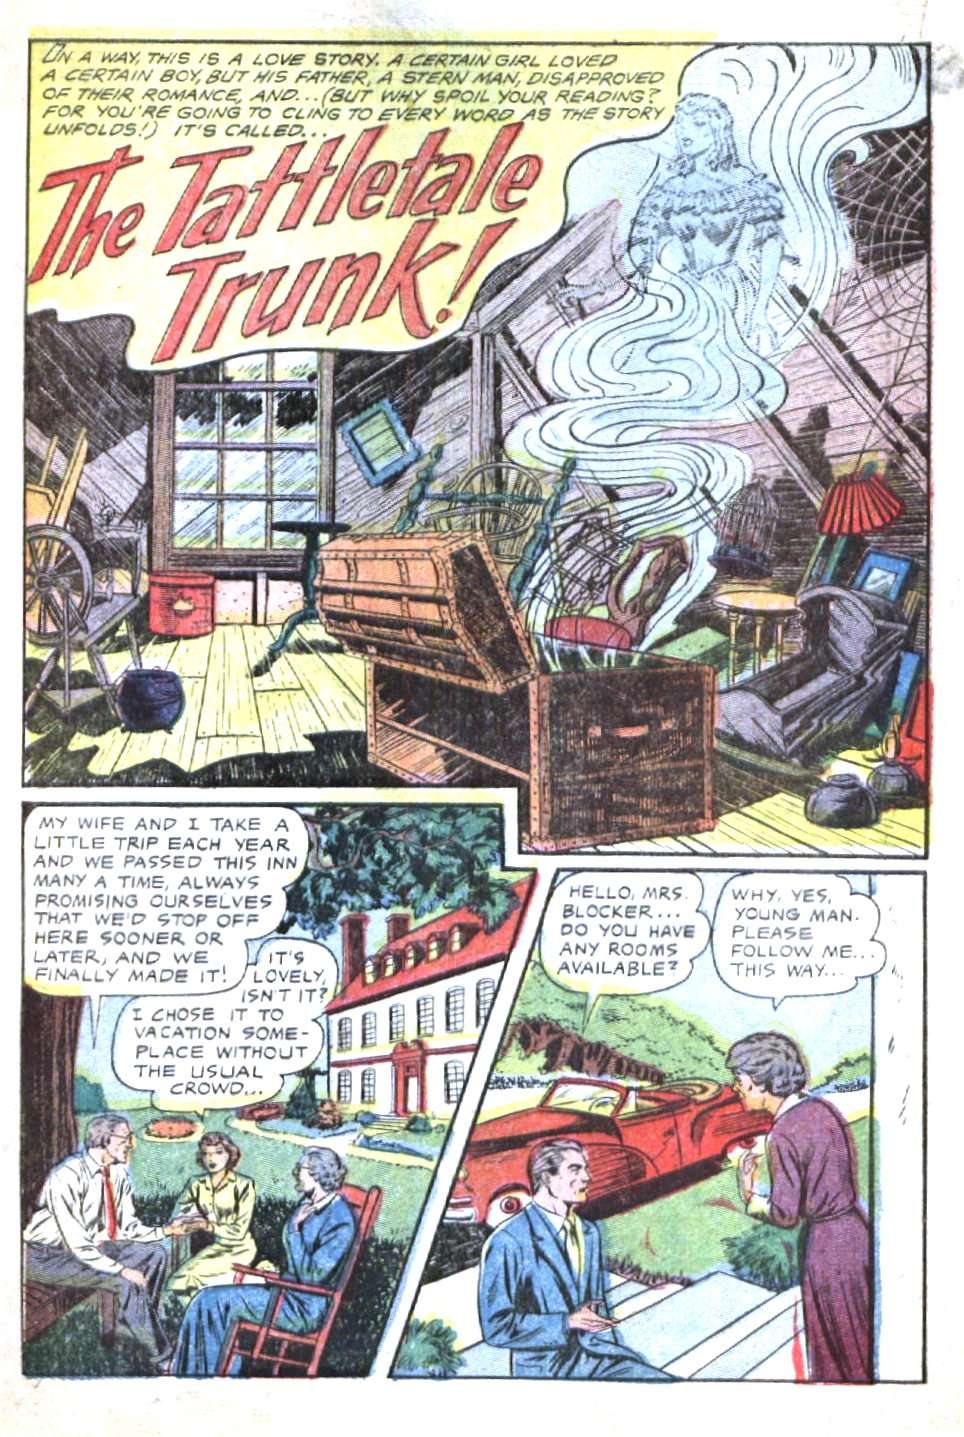 ON A WAY, THIS IS A LOVE STORY. A CERTAIN GIRL LOVED
A CERTAIN BOY, BUT HIS FATHER, A STERN MAN, DISAPPROVED
OF THEIR ROMANCE, AND... (BUT WHY SPOIL YOUR READING?
FOR YOU'RE GOING TO CLING TO EVERY WORD AS THE STORY
UNFOLDS!) IT'S CALLED...
The Tattletale
Trunk!
MY WIFE AND I TAKE A
LITTLE TRIP EACH YEAR
AND WE PASSED THIS INN
MANY A TIME, ALWAYS
PROMISING OURSELVES
THAT WE'D STOP OFF
HERE SOONER OR
LATER, AND WE
FINALLY MADE IT!
IT'S
LOVELY,
ISN'T IT?
I CHOSE IT TO
VACATION SOME-
PLACE WITHOUT
THE USUAL
CROWD...
HELLO, MRS.
BLOCKER...
DO YOU HAVE
ANY ROOMS
AVAILABLE?
WHY, YES,
YOUNG MAN.
PLEASE
FOLLOW ME...
THIS WAY...